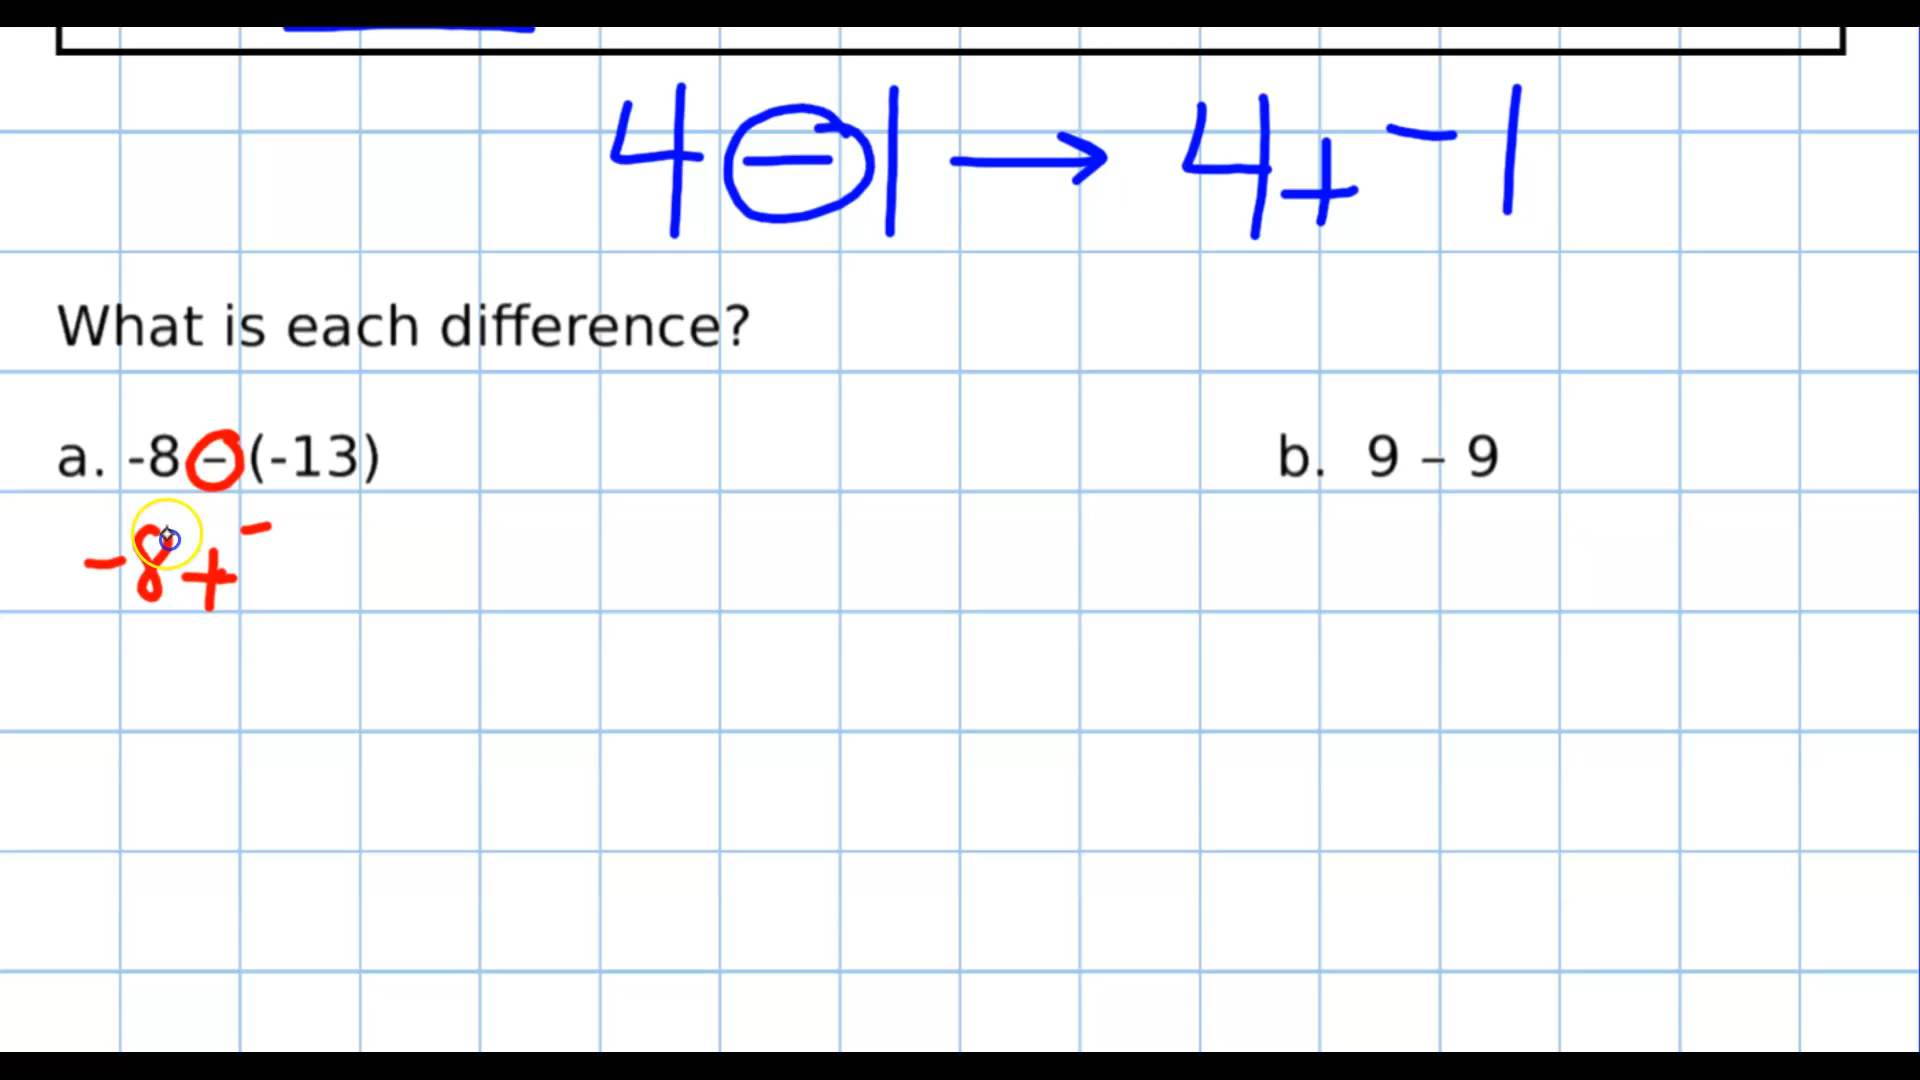 4 - 1 → 4 + -1
What is each difference?
a. -8 – (-13)
b. 9 – 9
-8 + -